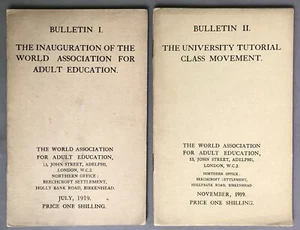 BULLETIN I.
THE INAUGURATION OF THE
WORLD ASSOCIATION FOR
ADULT EDUCATION.
THE WORLD ASSOCIATION
FOR ADULT EDUCATION,
13, JOHN STREET, ADELPHI,
LONDON, W.C.2
NORTHERN OFFICE:
BEECHCROFT SETTLEMENT,
HOLLY BANK ROAD, BIRKENHEAD.
JULY, 1919.
PRICE ONE SHILLING.
BULLETIN II.
THE UNIVERSITY TUTORIAL
CLASS MOVEMENT.
THE WORLD ASSOCIATION
FOR ADULT EDUCATION,
13, JOHN STREET, ADELPHI,
LONDON, W.C.2
NORTHERN OFFICE:
BEECHCROFT SETTLEMENT,
HOLLYBANK ROAD, BIRKENHEAD
NOVEMBER, 1919.
PRICE ONE SHILLING.